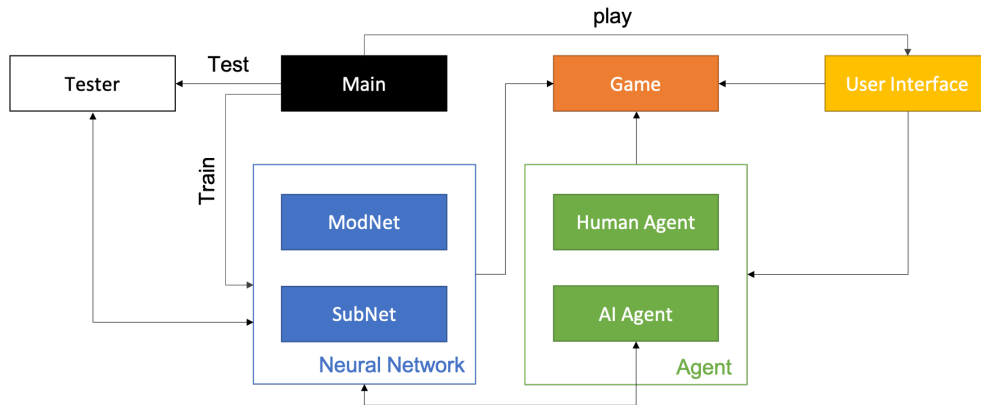 play
Test
Tester
Main
Game
User Interface
Train
ModNet
Human Agent
SubNet
AI Agent
Neural Network
Agent